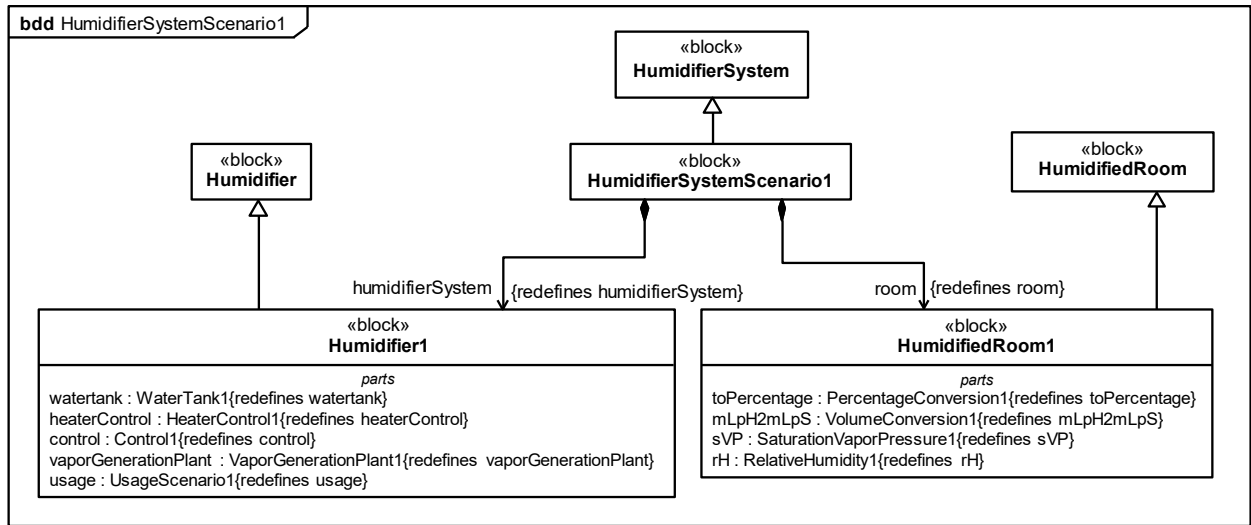 bdd HumidifierSystemScenario1
«block»
HumidifierSystem
«block»
Humidifier
«block»
HumidifierSystemScenario1
«block»
HumidifiedRoom
humidifierSystem
{redefines humidifierSystem}
room
{redefines room}
«block»
Humidifier1
parts
watertank : WaterTank1{redefines watertank}
heaterControl : HeaterControl1{redefines heaterControl}
control : Control1{redefines control}
vaporGenerationPlant : VaporGenerationPlant1{redefines vaporGenerationPlant}
usage : UsageScenario1{redefines usage}
«block»
HumidifiedRoom1
parts
toPercentage : PercentageConversion1{redefines toPercentage}
mLpH2mLpS : VolumeConversion1{redefines mLpH2mLpS}
sVP : SaturationVaporPressure1{redefines sVP}
rH : RelativeHumidity1{redefines rH}